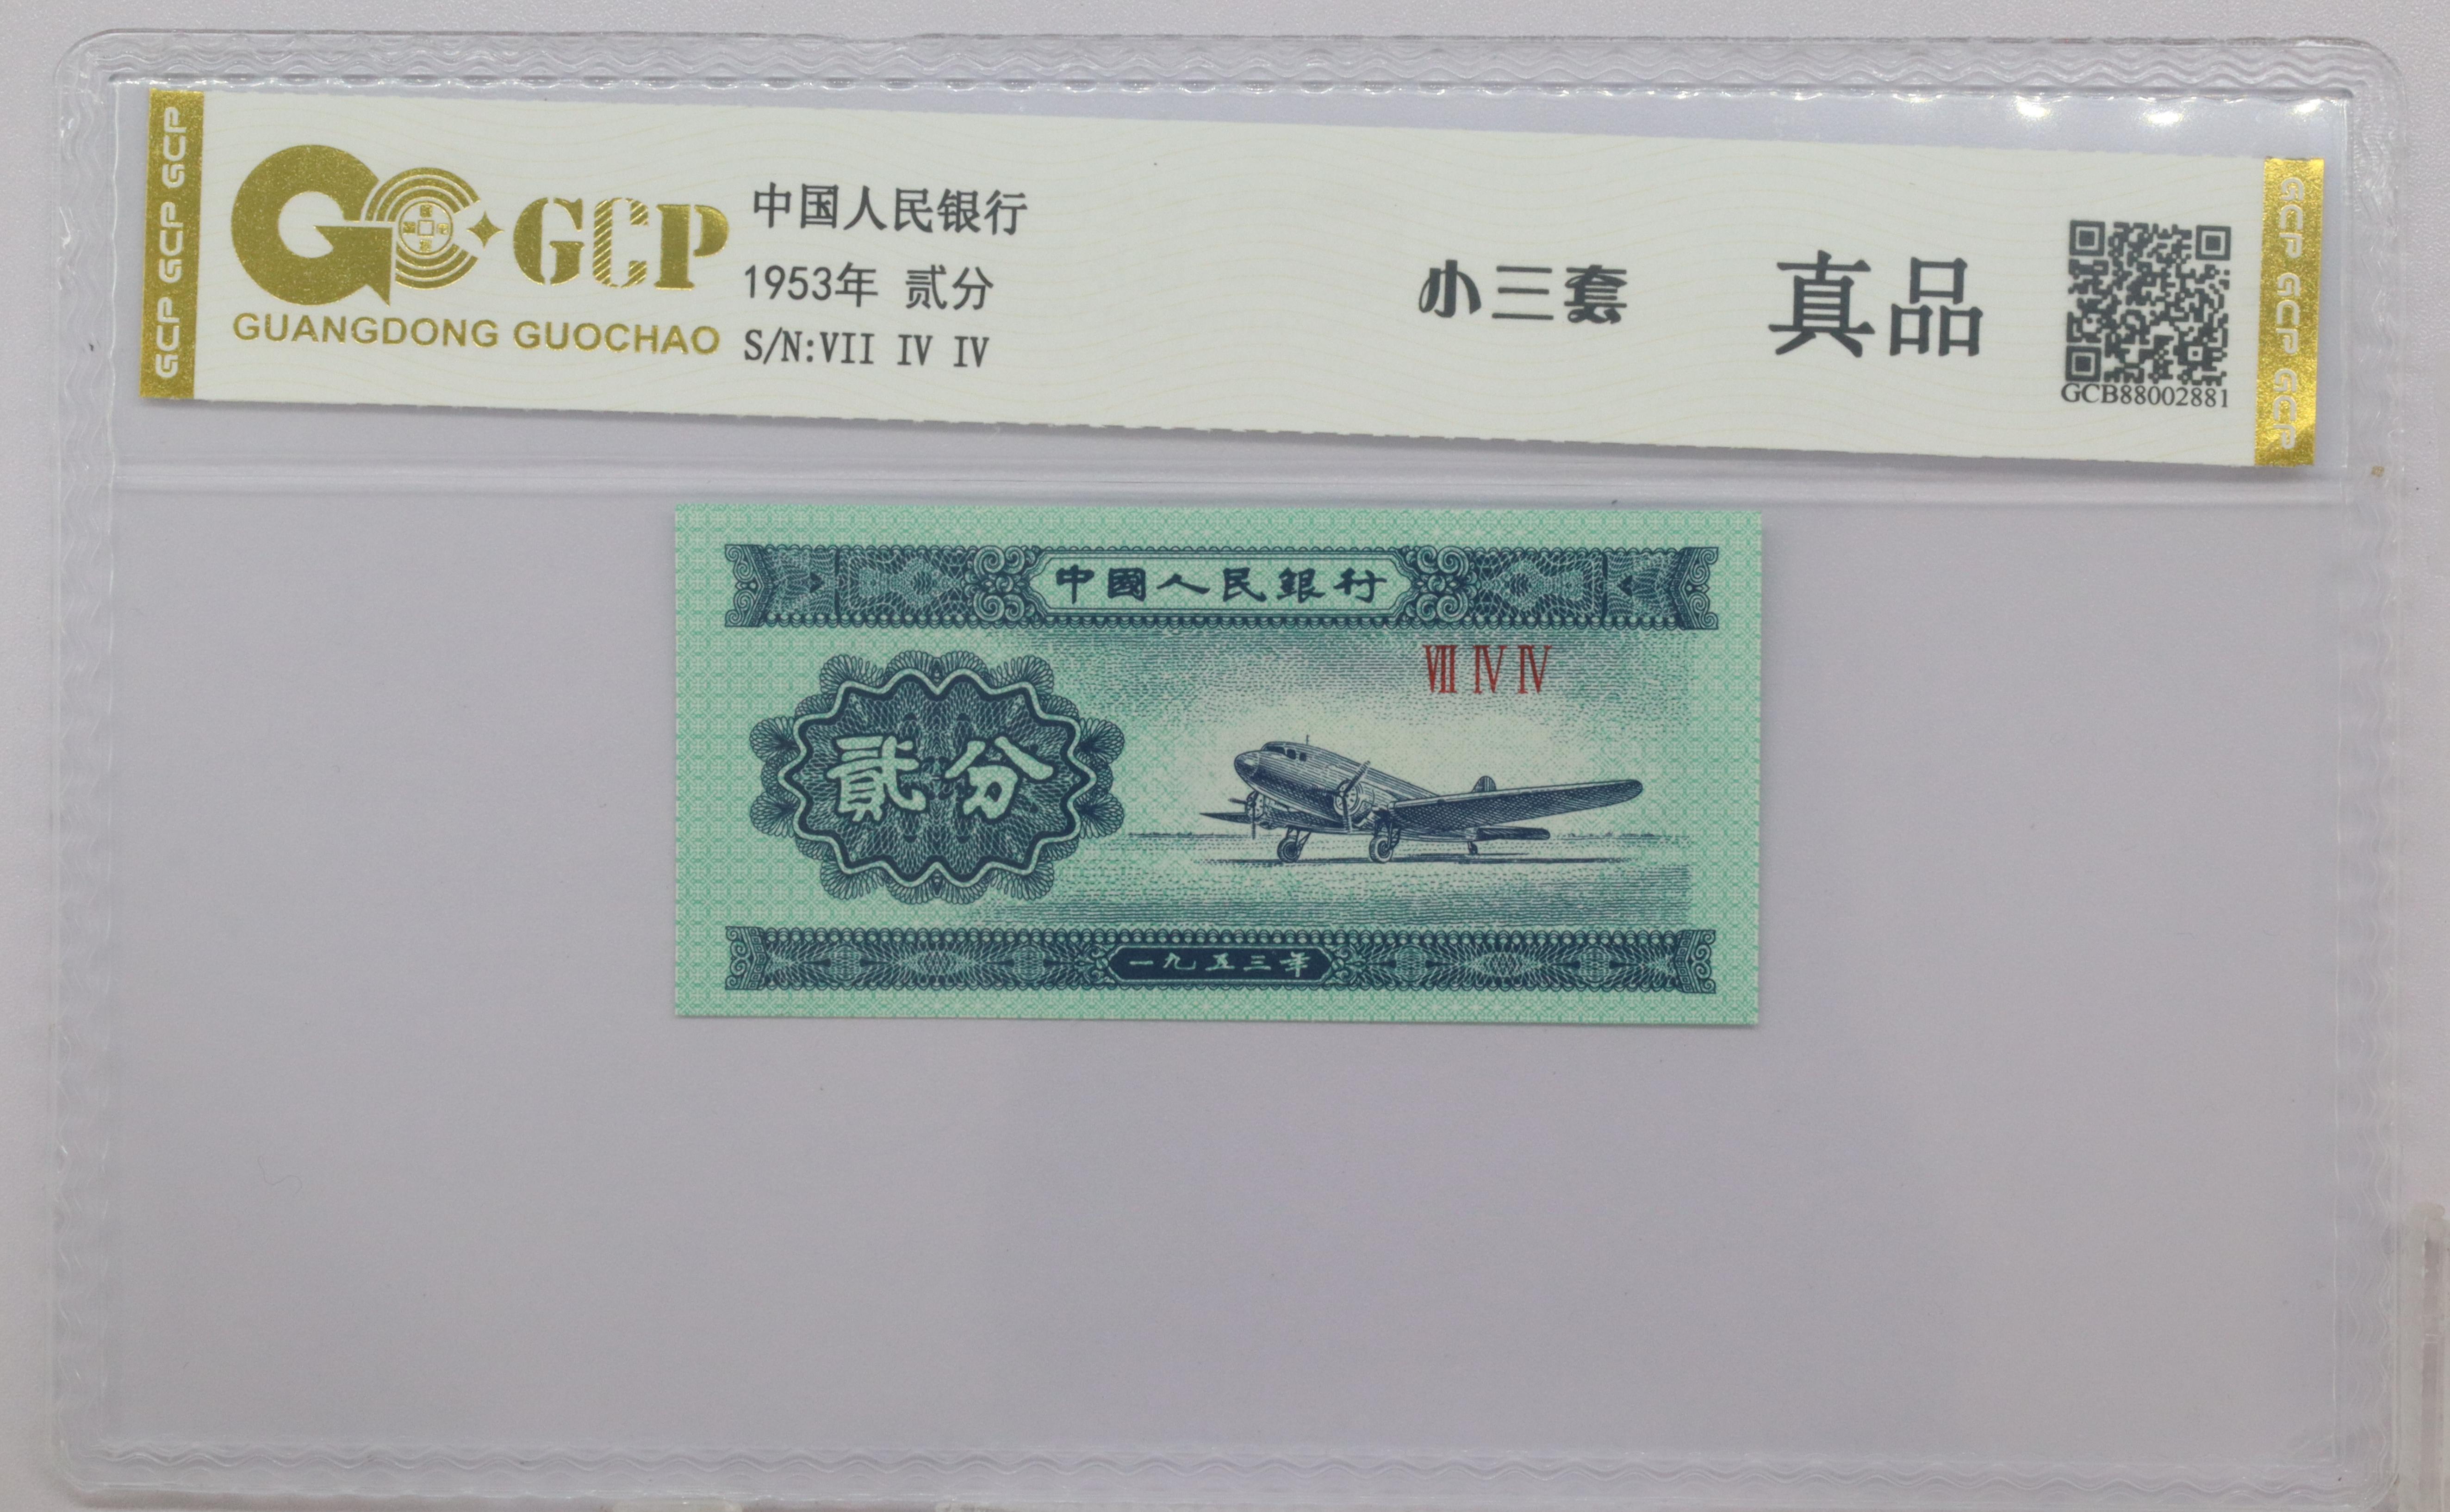 GCP GCP GCP
GCP
GUANGDONG GUOCHAO
中国人民银行
1953年 贰分
S/N:VII IV IV
小三套
真品
GCB88002881
GCP GCP GCP
中國人民銀行
VII IV IV
貳分
一九五三年